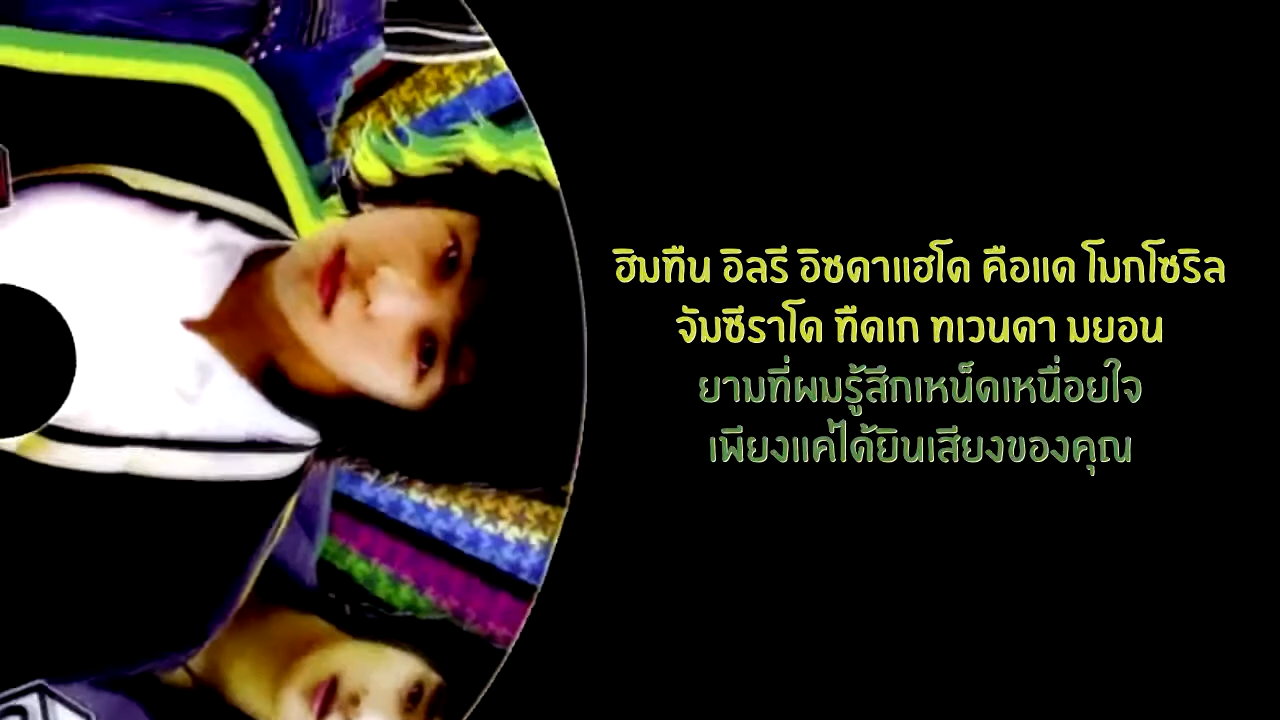 ฮิมทึน อิลรี อิซดาแฮโด คือแด โมกโซริล
จัมซีราโด ทึดเก ทเวนดา มยอน
ยามที่ผมรู้สึกเหน็ดเหนื่อยใจ
เพียงแค่ได้ยินเสียงของคุณ